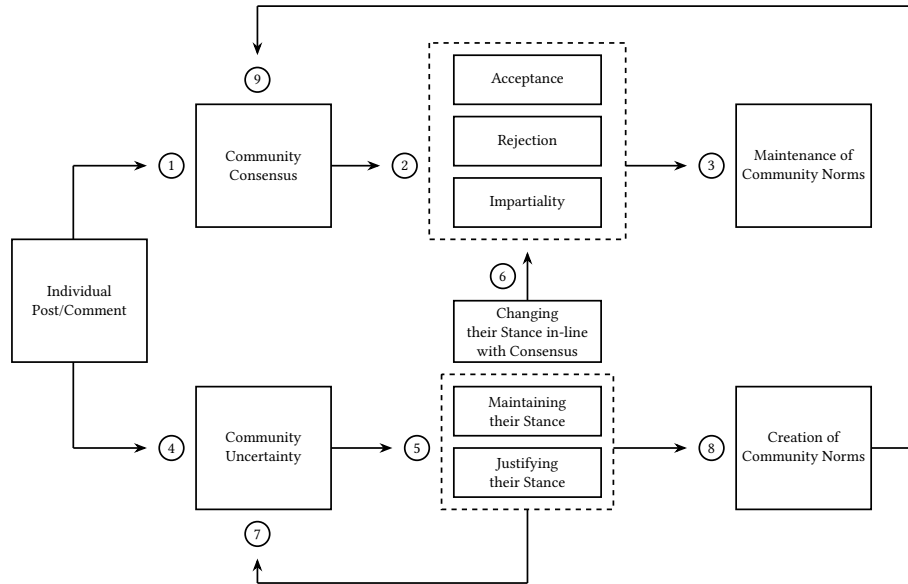 9
Acceptance
Rejection
Impartiality
1
Community
Consensus
2
3
Maintenance of
Community Norms
Individual
Post/Comment
6
Changing
their Stance in-line
with Consensus
4
Community
Uncertainty
5
Maintaining
their Stance
Justifying
their Stance
8
Creation of
Community Norms
7